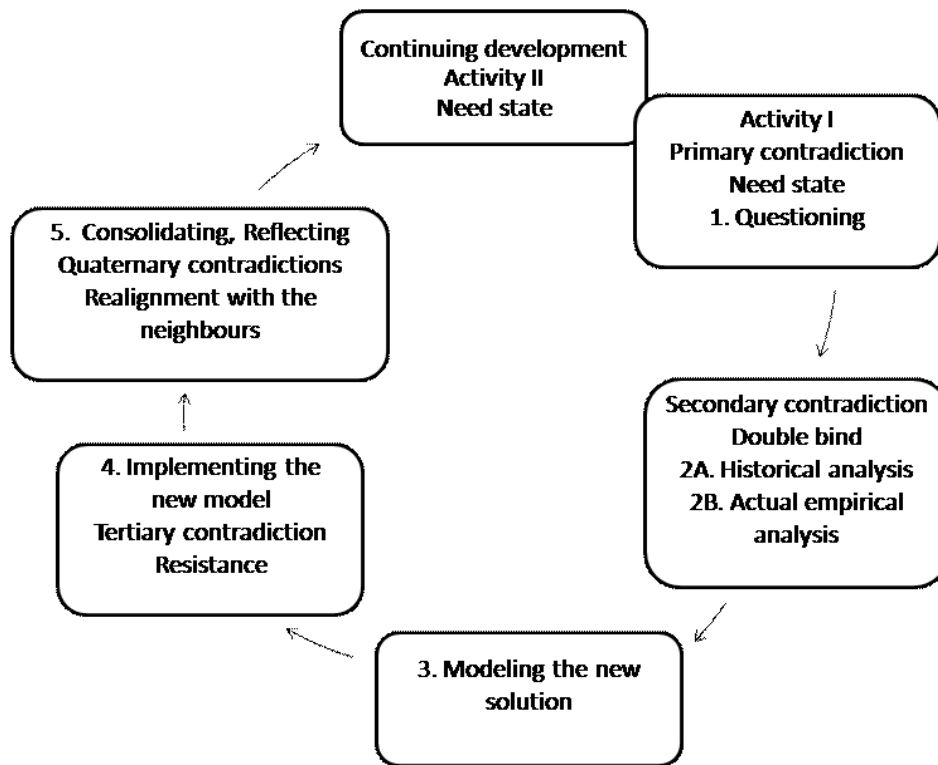 Continuing development
Activity II
Need state
Activity I
Primary contradiction
Need state
1. Questioning
Secondary contradiction
Double bind
2A. Historical analysis
2B. Actual empirical
analysis
3. Modeling the new
solution
4. Implementing the
new model
Tertiary contradiction
Resistance
5. Consolidating, Reflecting
Quaternary contradictions
Realignment with the
neighbours